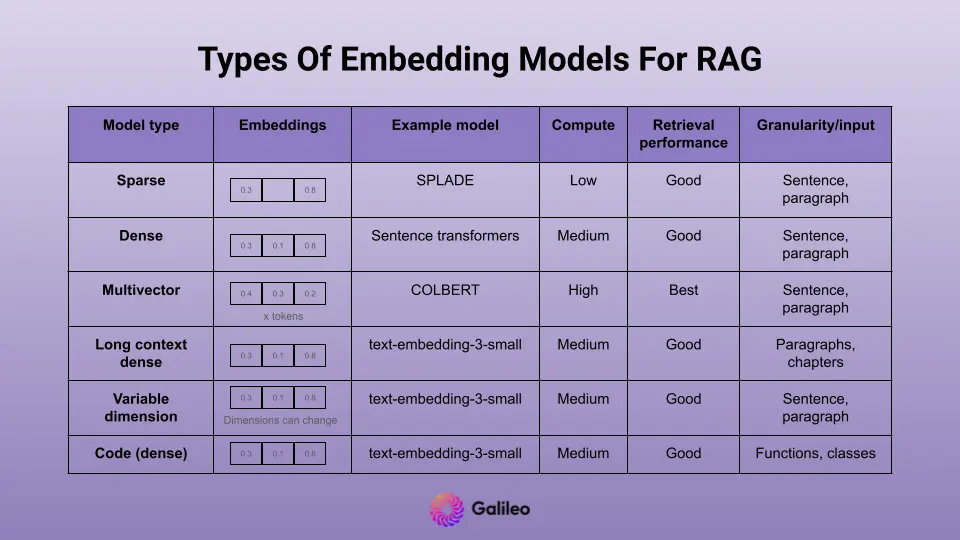 Types Of Embedding Models For RAG
Model type Embeddings Example model Compute Retrieval performance Granularity/input
Sparse 0.3 0.8 SPLADE Low Good Sentence, paragraph
Dense 0.3 0.1 0.8 Sentence transformers Medium Good Sentence, paragraph
Multivector 0.4 0.3 0.2 x tokens COLBERT High Best Sentence, paragraph
Long context dense 0.3 0.1 0.8 text-embedding-3-small Medium Good Paragraphs, chapters
Variable dimension 0.3 0.1 0.8 Dimensions can change text-embedding-3-small Medium Good Sentence, paragraph
Code (dense) 0.3 0.1 0.8 text-embedding-3-small Medium Good Functions, classes
Galileo